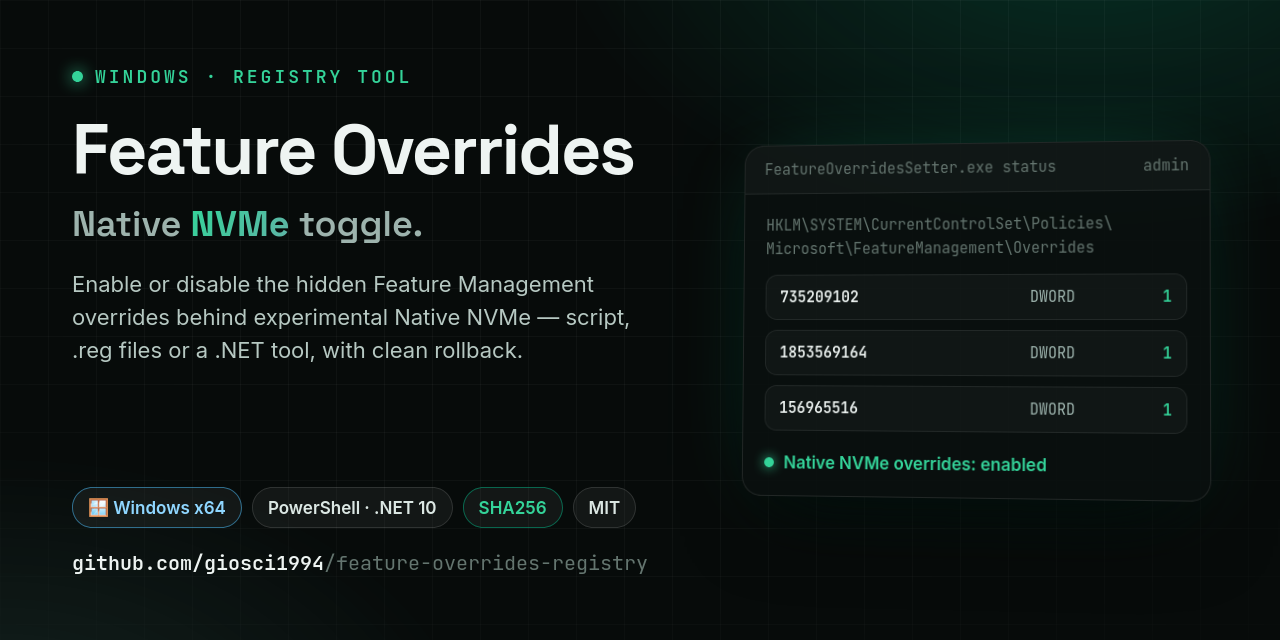 WINDOWS · REGISTRY TOOL
Feature Overrides
Native NVMe toggle.
Enable or disable the hidden Feature Management
overrides behind experimental Native NVMe — script,
.reg files or a .NET tool, with clean rollback.
🪟 Windows x64 PowerShell · .NET 10 SHA256 MIT
github.com/giosci1994/feature-overrides-registry
FeatureOverridesSetter.exe status admin
HKLM\SYSTEM\CurrentControlSet\Policies\
Microsoft\FeatureManagement\Overrides
735209102 DWORD 1
1853569164 DWORD 1
156965516 DWORD 1
Native NVMe overrides: enabled